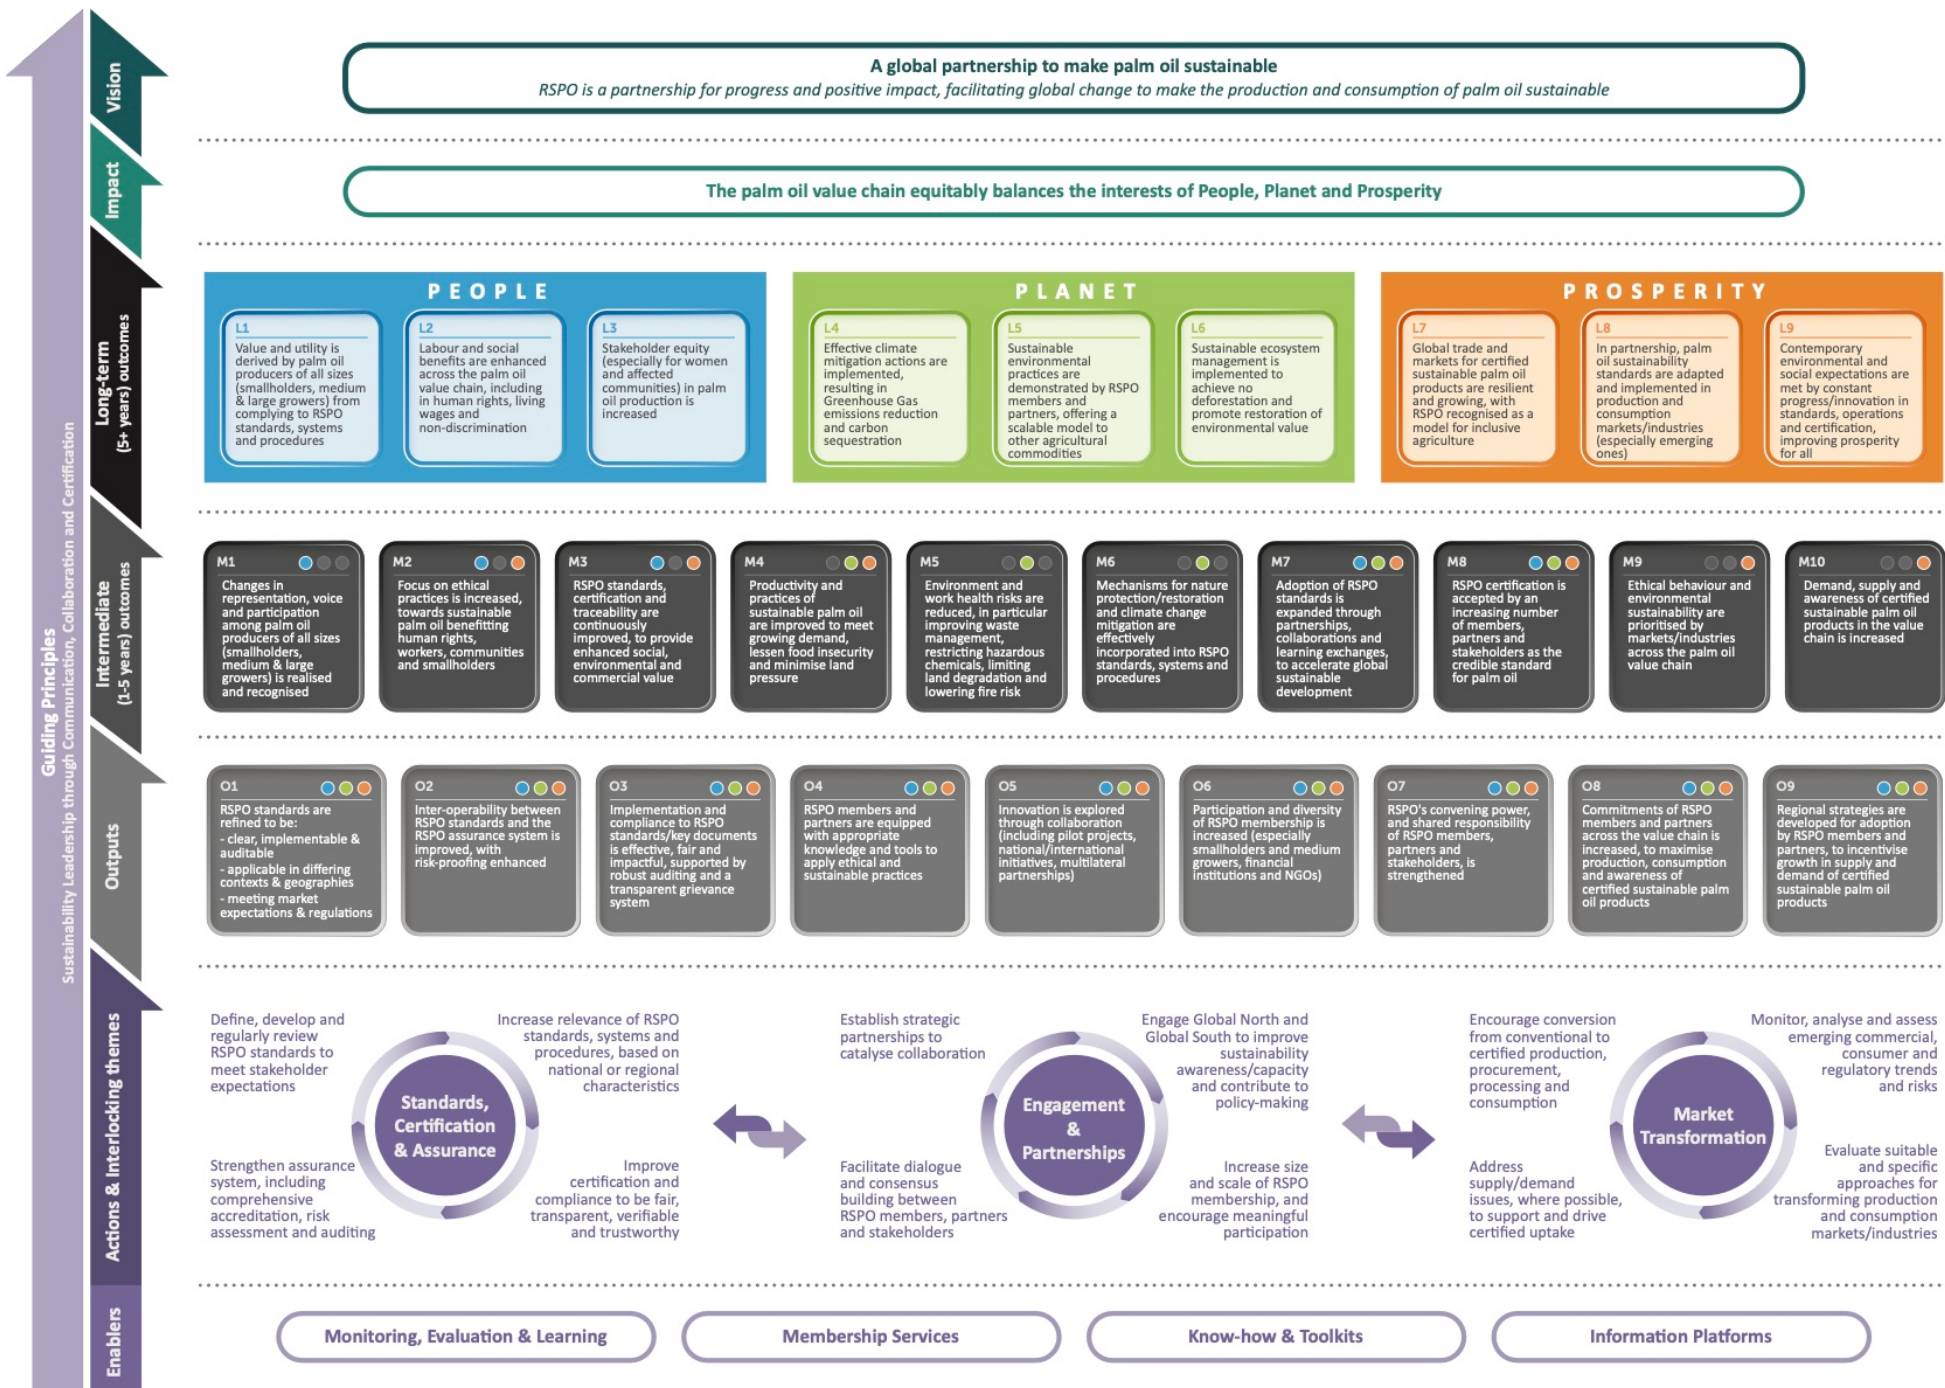 Vision
A global partnership to make palm oil sustainable
RSPO is a partnership for progress and positive impact, facilitating global change to make the production and consumption of palm oil sustainable
Impact
The palm oil value chain equitably balances the interests of People, Planet and Prosperity
Long-term
(5+ years) outcomes
PEOPLE
L1
Value and utility is
derived by palm oil
producers of all sizes
(smallholders, medium
& large growers) from
complying to RSPO
standards, systems
and procedures
L2
Labour and social
benefits are enhanced
across the palm oil
value chain, including
in human rights, living
wages and
non-discrimination
L3
Stakeholder equity
(especially for women
and affected
communities) in palm
oil production is
increased
PLANET
L4
Effective climate
mitigation actions are
implemented,
resulting in
Greenhouse Gas
emissions reduction
and carbon
sequestration
L5
Sustainable
environmental
practices are
demonstrated by RSPO
members and
partners, offering a
scalable model to
other agricultural
commodities
L6
Sustainable ecosystem
management is
implemented to
achieve no
deforestation and
promote restoration of
environmental value
PROSPERITY
L7
Global trade and
markets for certified
sustainable palm oil
products are resilient
and growing, with
RSPO recognised as a
model for inclusive
agriculture
L8
In partnership, palm
oil sustainability
standards are adapted
and implemented in
production and
consumption
markets/industries
(especially emerging
ones)
L9
Contemporary
environmental and
social expectations are
met by constant
progress/innovation in
standards, operations
and certification,
improving prosperity
for all
Guiding Principles
Sustainability Leadership through Communication, Collaboration and Certification
Intermediate
(1-5 years) outcomes
M1
Changes in
representation, voice
and participation
among palm oil
producers of all sizes
(smallholders,
medium & large
growers) is realised
and recognised
M2
Focus on ethical
practices is increased,
towards sustainable
palm oil benefitting
human rights,
workers, communities
and smallholders
M3
RSPO standards,
certification and
traceability are
continuously
improved, to provide
enhanced social,
environmental and
commercial value
M4
Productivity and
practices of
sustainable palm oil
are improved to meet
growing demand,
lessen food insecurity
and minimise land
pressure
M5
Environment and
work health risks are
reduced, in particular
improving waste
management,
restricting hazardous
chemicals, limiting
land degradation and
lowering fire risk
M6
Mechanisms for nature
protection/restoration
and climate change
mitigation are
effectively
incorporated into RSPO
standards, systems and
procedures
M7
Adoption of RSPO
standards is
expanded through
partnerships,
collaborations and
learning exchanges,
to accelerate global
sustainable
development
M8
RSPO certification is
accepted by an
increasing number
of members,
partners and
stakeholders as the
credible standard
for palm oil
M9
Ethical behaviour and
environmental
sustainability are
prioritised by
markets/industries
across the palm oil
value chain
M10
Demand, supply and
awareness of certified
sustainable palm oil
products in the value
chain is increased
Outputs
O1
RSPO standards are
refined to be:
- clear, implementable &
auditable
- applicable in differing
contexts & geographies
- meeting market
expectations & regulations
O2
Inter-operability between
RSPO standards and the
RSPO assurance system is
improved, with
risk-proofing enhanced
O3
Implementation and
compliance to RSPO
standards/key documents
is effective, fair and
impactful, supported by
robust auditing and a
transparent grievance
system
O4
RSPO members and
partners are equipped
with appropriate
knowledge and tools to
apply ethical and
sustainable practices
O5
Innovation is explored
through collaboration
(including pilot projects,
national/international
initiatives, multilateral
partnerships)
O6
Participation and diversity
of RSPO membership is
increased (especially
smallholders and medium
growers, financial
institutions and NGOs)
O7
RSPO's convening power,
and shared responsibility
of RSPO members,
partners and
stakeholders, is
strengthened
O8
Commitments of RSPO
members and partners
across the value chain is
increased, to maximise
production, consumption
and awareness of
certified sustainable palm
oil products
O9
Regional strategies are
developed for adoption
by RSPO members and
partners, to incentivise
growth in supply and
demand of certified
sustainable palm oil
products
Actions & Interlocking themes
Define, develop and
regularly review
RSPO standards to
meet stakeholder
expectations
Increase relevance of RSPO
standards, systems and
procedures, based on
national or regional
characteristics
Standards,
Certification
& Assurance
Strengthen assurance
system, including
comprehensive
accreditation, risk
assessment and auditing
Improve
certification and
compliance to be fair,
transparent, verifiable
and trustworthy
Establish strategic
partnerships to
catalyse collaboration
Engage Global North and
Global South to improve
sustainability
awareness/capacity
and contribute to
policy-making
Engagement
&
Partnerships
Facilitate dialogue
and consensus
building between
RSPO members, partners
and stakeholders
Increase size
and scale of RSPO
membership, and
encourage meaningful
participation
Encourage conversion
from conventional to
certified production,
procurement,
processing and
consumption
Monitor, analyse and assess
emerging commercial,
consumer and
regulatory trends
and risks
Market
Transformation
Address
supply/demand
issues, where possible,
to support and drive
certified uptake
Evaluate suitable
and specific
approaches for
transforming production
and consumption
markets/industries
Enablers
Monitoring, Evaluation & Learning
Membership Services
Know-how & Toolkits
Information Platforms